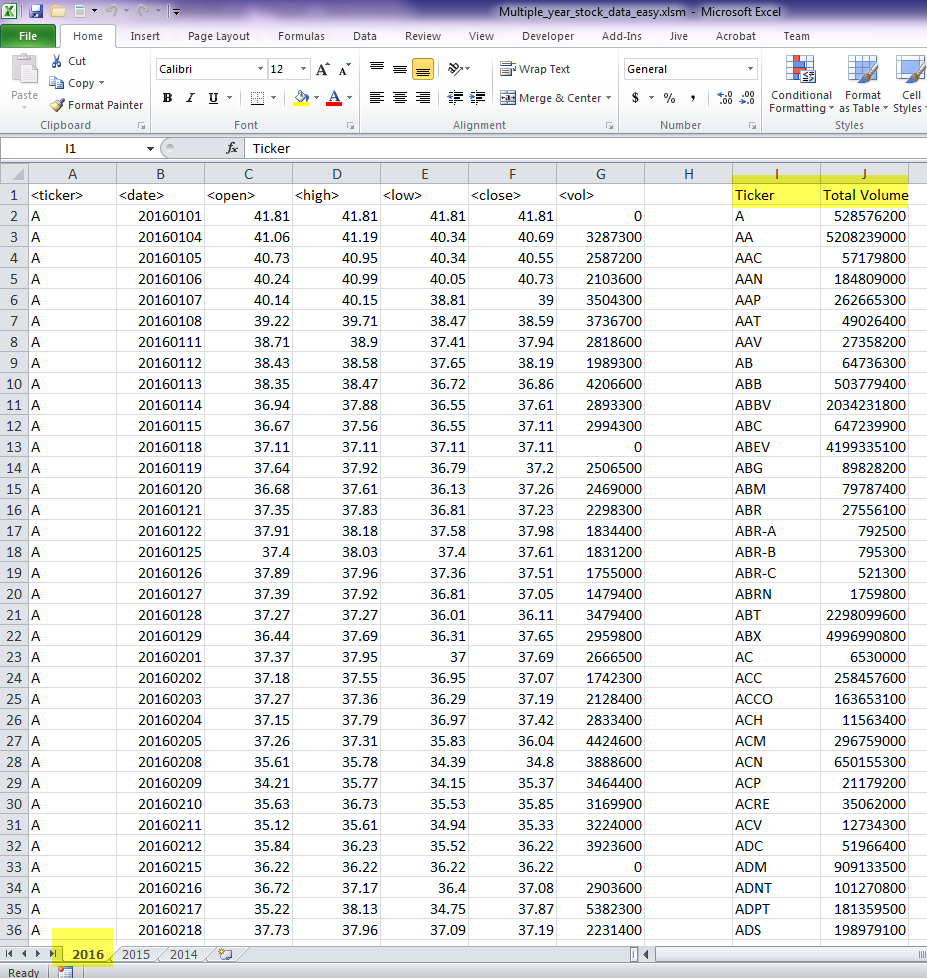 Multiple_year_stock_data_easy.xlsm - Microsoft Excel
File Home Insert Page Layout Formulas Data Review View Developer Add-Ins Jive Acrobat Team
Paste Cut Copy Format Painter Clipboard
Calibri 12 A A B I U A Font
Wrap Text Merge & Center Alignment
General $ % , .00 .0 Number
Conditional Formatting Format as Table Cell Styles Styles
I1 fx Ticker
A B C D E F G H I J
1 <ticker> <date> <open> <high> <low> <close> <vol> Ticker Total Volume
2 A 20160101 41.81 41.81 41.81 41.81 0 A 528576200
3 A 20160104 41.06 41.19 40.34 40.69 3287300 AA 5208239000
4 A 20160105 40.73 40.95 40.34 40.55 2587200 AAC 57179800
5 A 20160106 40.24 40.99 40.05 40.73 2103600 AAN 184809000
6 A 20160107 40.14 40.15 38.81 39 3504300 AAP 262665300
7 A 20160108 39.22 39.71 38.47 38.59 3736700 AAT 49026400
8 A 20160111 38.71 38.9 37.41 37.94 2818600 AAV 27358200
9 A 20160112 38.43 38.58 37.65 38.19 1989300 AB 64736300
10 A 20160113 38.35 38.47 36.72 36.86 4206600 ABB 503779400
11 A 20160114 36.94 37.88 36.55 37.61 2893300 ABBV 2034231800
12 A 20160115 36.67 37.56 36.55 37.11 2994300 ABC 647239900
13 A 20160118 37.11 37.11 37.11 37.11 0 ABEV 4199335100
14 A 20160119 37.64 37.92 36.79 37.2 2506500 ABG 89828200
15 A 20160120 36.68 37.61 36.13 37.26 2469000 ABM 79787400
16 A 20160121 37.35 37.83 36.81 37.23 2298300 ABR 27556100
17 A 20160122 37.91 38.18 37.58 37.98 1834400 ABR-A 792500
18 A 20160125 37.4 38.03 37.4 37.61 1831200 ABR-B 795300
19 A 20160126 37.89 37.96 37.36 37.51 1755000 ABR-C 521300
20 A 20160127 37.39 37.92 36.81 37.05 1479400 ABRN 1759800
21 A 20160128 37.27 37.27 36.01 36.11 3479400 ABT 2298099600
22 A 20160129 36.44 37.69 36.31 37.65 2959800 ABX 4996990800
23 A 20160201 37.37 37.95 37 37.69 2666500 AC 6530000
24 A 20160202 37.18 37.55 36.95 37.07 1742300 ACC 258457600
25 A 20160203 37.27 37.36 36.29 37.19 2128400 ACCO 163653100
26 A 20160204 37.15 37.79 36.97 37.42 2833400 ACH 11563400
27 A 20160205 37.26 37.31 35.83 36.04 4424600 ACM 296759000
28 A 20160208 35.61 35.78 34.39 34.8 3888600 ACN 650155300
29 A 20160209 34.21 35.77 34.15 35.37 3464400 ACP 21179200
30 A 20160210 35.63 36.73 35.53 35.85 3169900 ACRE 35062000
31 A 20160211 35.12 35.61 34.94 35.33 3224000 ACV 12734300
32 A 20160212 35.84 36.23 35.52 36.22 3923600 ADC 51966400
33 A 20160215 36.22 36.22 36.22 36.22 0 ADM 909133500
34 A 20160216 36.72 37.17 36.4 37.08 2903600 ADNT 101270800
35 A 20160217 35.22 38.13 34.75 37.87 5382300 ADPT 181359500
36 A 20160218 37.73 37.96 37.09 37.19 2231400 ADS 198979100
2016 2015 2014
Ready